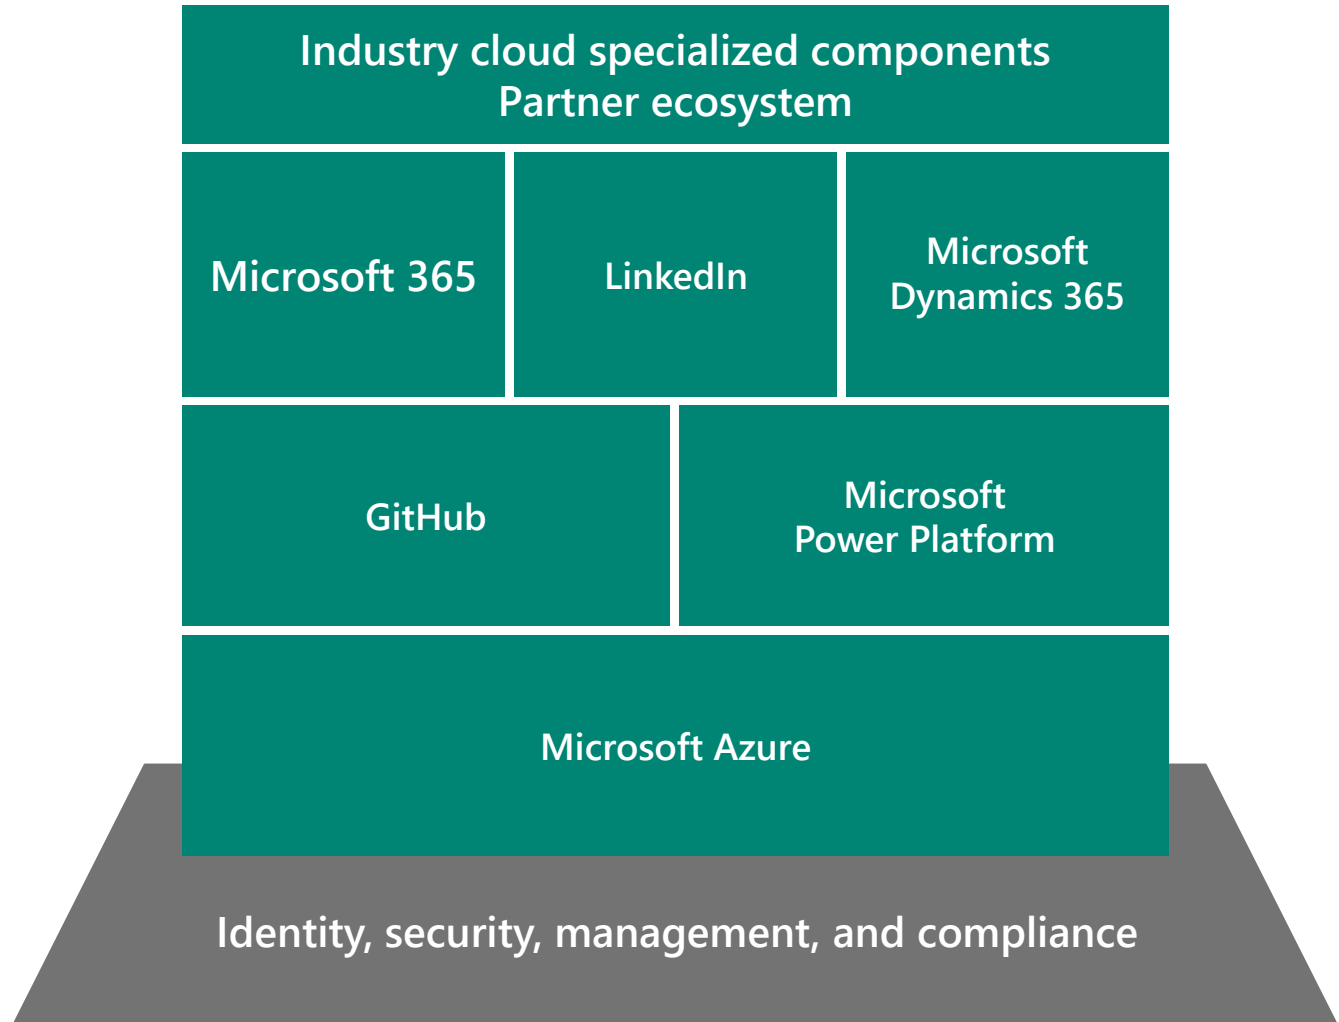 Industry cloud specialized components
Partner ecosystem
Microsoft 365
LinkedIn
Microsoft
Dynamics 365
GitHub
Microsoft
Power Platform
Microsoft Azure
Identity, security, management, and compliance